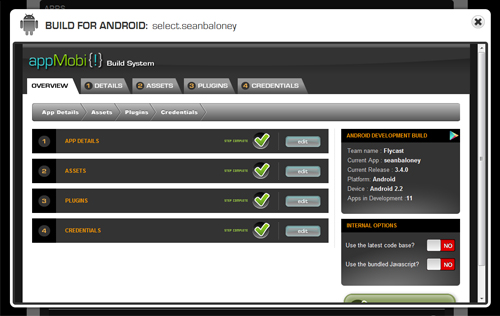 APPS
BUILD FOR ANDROID: select.seanbaloney
appMobi{!} Build System
OVERVIEW
1 DETAILS
2 ASSETS
3 PLUGINS
4 CREDENTIALS
App Details
Assets
Plugins
Credentials
1 APP DETAILS STEP COMPLETE edit
2 ASSETS STEP COMPLETE edit
3 PLUGINS STEP COMPLETE edit
4 CREDENTIALS STEP COMPLETE edit
ANDROID DEVELOPMENT BUILD
Team name : Flycast
Current App : seanbaloney
Current Release : 3.4.0
Platform: Android
Device : Android 2.2
Apps in Development : 11
INTERNAL OPTIONS
Use the latest code base? NO
Use the bundled Javascript? NO